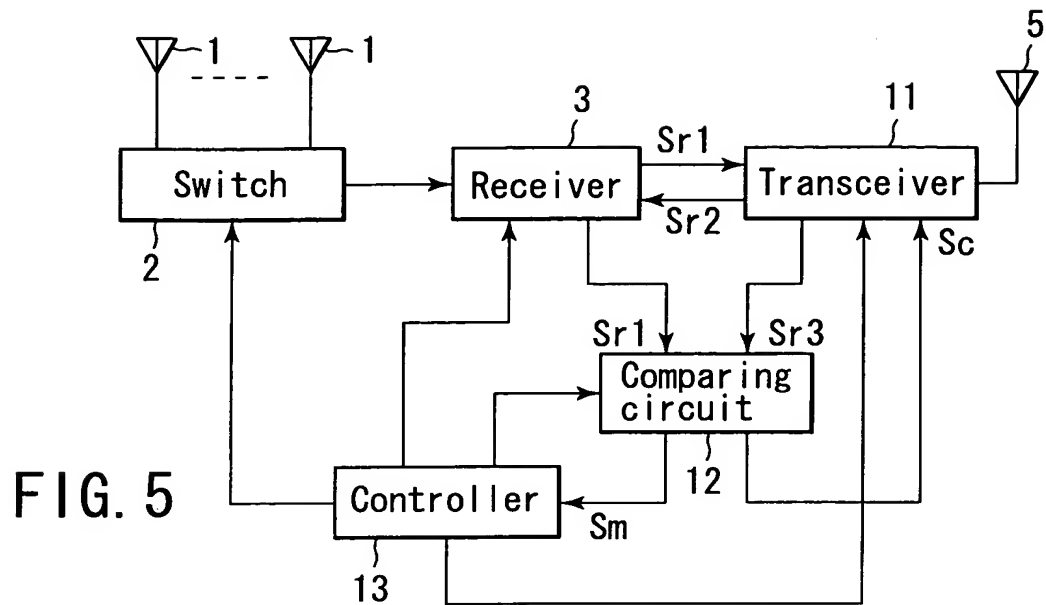 1
1
5
3
11
Sr1
Switch
Receiver
Transceiver
Sr2
2
Sc
Sr1
Sr3
Comparing
circuit
12
FIG. 5
Controller
Sm
13